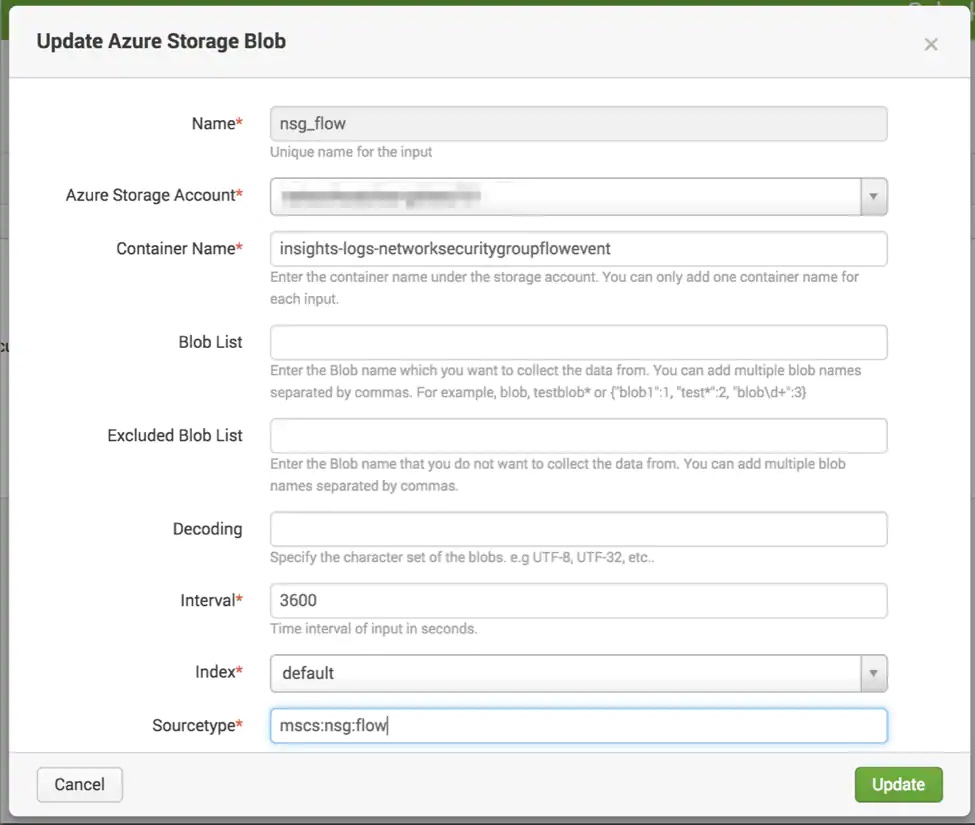 Update Azure Storage Blob
×
Name*
nsg_flow
Unique name for the input
Azure Storage Account*
Container Name*
insights-logs-networksecuritygroupflowevent
Enter the container name under the storage account. You can only add one container name for
each input.
Blob List
Enter the Blob name which you want to collect the data from. You can add multiple blob names
separated by commas. For example, blob, testblob* or {"blob1":1, "test*":2, "blob\d+":3}
Excluded Blob List
Enter the Blob name that you do not want to collect the data from. You can add multiple blob
names separated by commas.
Decoding
Specify the character set of the blobs. e.g UTF-8, UTF-32, etc..
Interval*
3600
Time interval of input in seconds.
Index*
default
Sourcetype*
mscs:nsg:flow
Cancel
Update